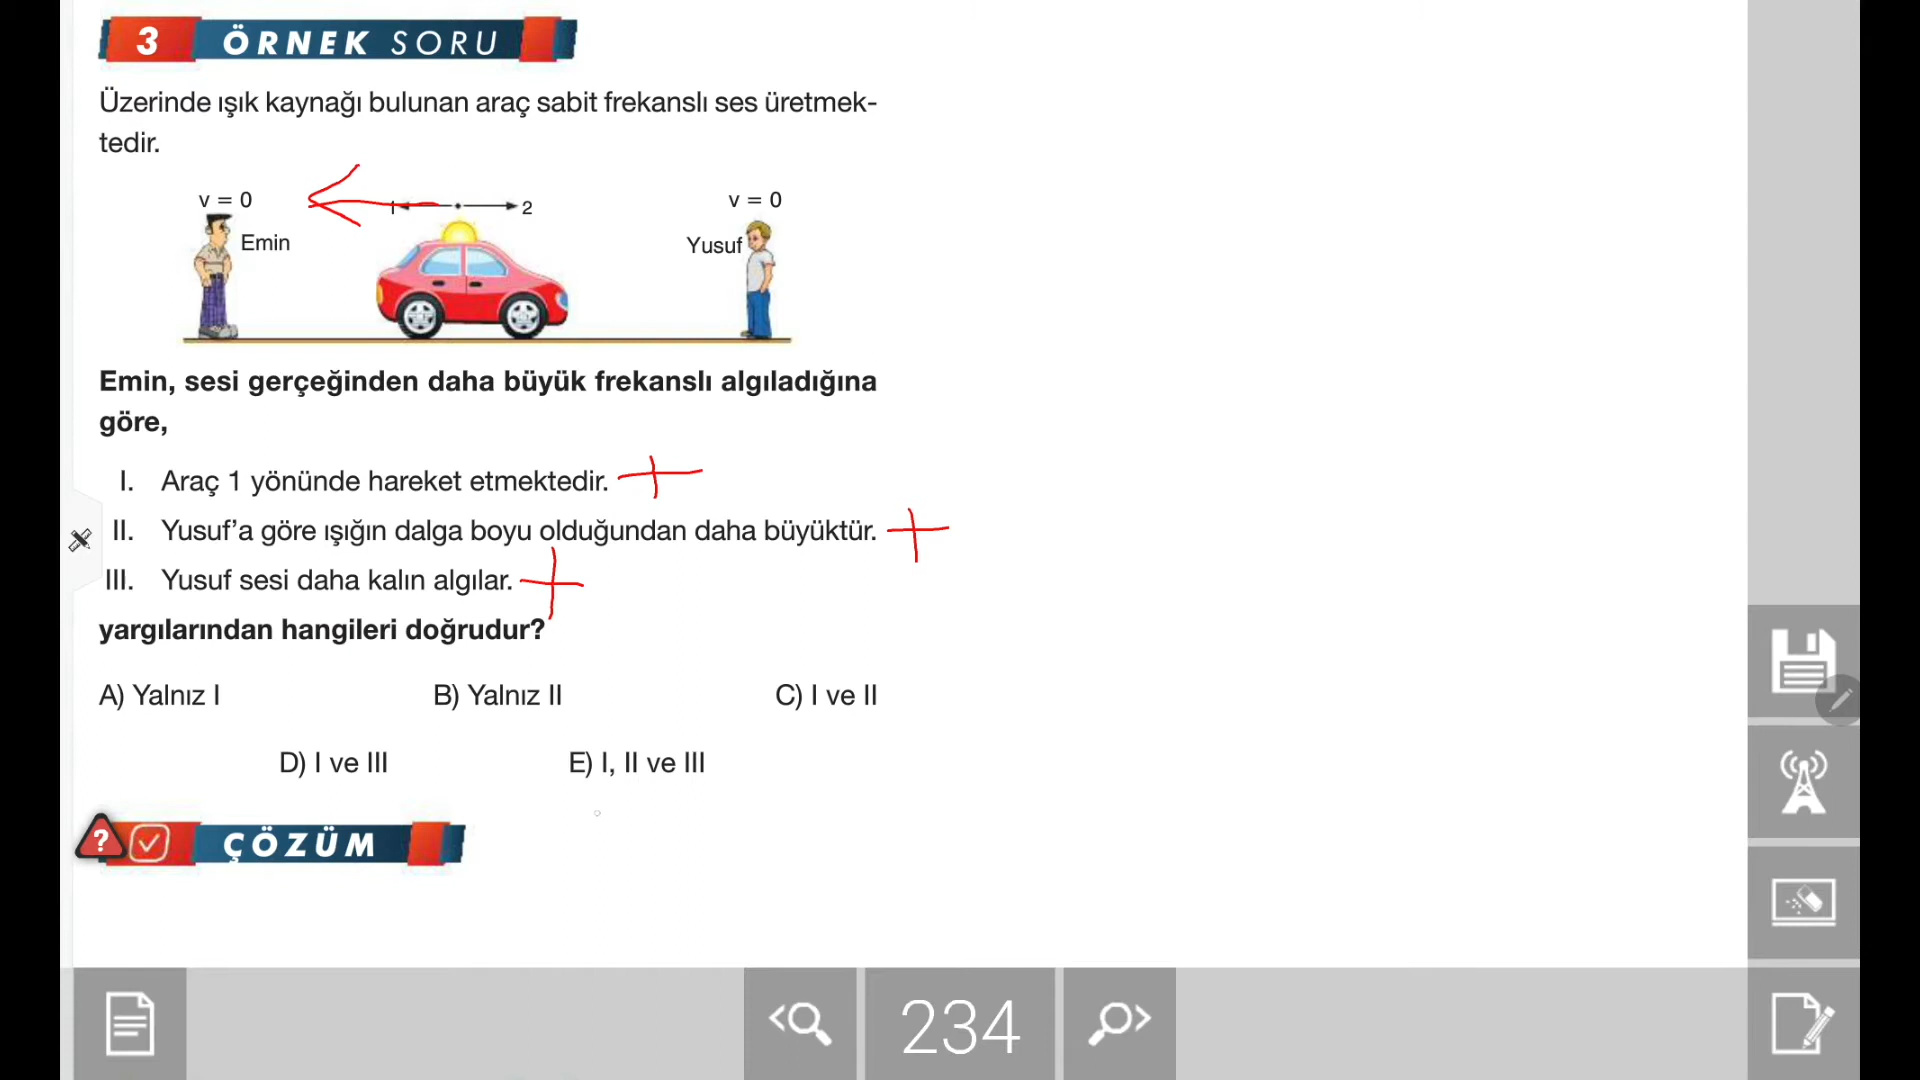 3 ÖRNEK SORU
Üzerinde ışık kaynağı bulunan araç sabit frekanslı ses üretmek-
tedir.
v = 0
1
2
v = 0
Emin
Yusuf
Emin, sesi gerçeğinden daha büyük frekanslı algıladığına
göre,
I. Araç 1 yönünde hareket etmektedir.
II. Yusuf’a göre ışığın dalga boyu olduğundan daha büyüktür.
III. Yusuf sesi daha kalın algılar.
yargılarından hangileri doğrudur?
A) Yalnız I B) Yalnız II C) I ve II
D) I ve III E) I, II ve III
? ÇÖZÜM
234